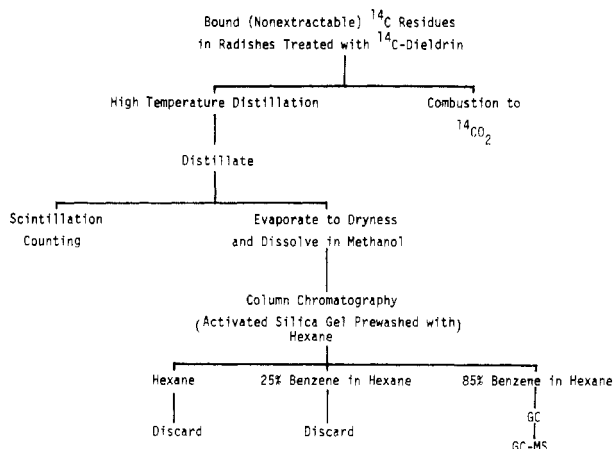 Bound (Nonextractable) ¹⁴C Residues
in Radishes Treated with ¹⁴C-Dieldrin
High Temperature Distillation
Combustion to
¹⁴CO₂
Distillate
Scintillation
Counting
Evaporate to Dryness
and Dissolve in Methanol
Column Chromatography
(Activated Silica Gel Prewashed with)
Hexane
Hexane
25% Benzene in Hexane
85% Benzene in Hexane
Discard
Discard
GC
GC-MS